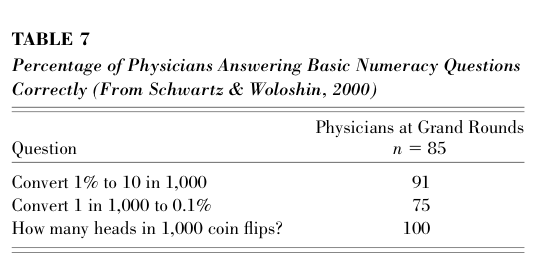 TABLE 7
Percentage of Physicians Answering Basic Numeracy Questions
Correctly (From Schwartz & Woloshin, 2000)
Physicians at Grand Rounds
Question n = 85
Convert 1% to 10 in 1,000 91
Convert 1 in 1,000 to 0.1% 75
How many heads in 1,000 coin flips? 100